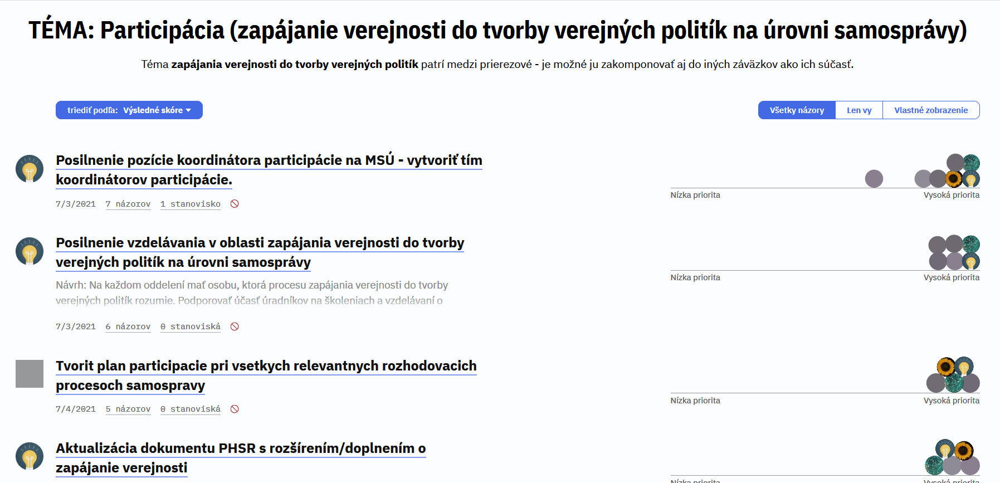 TÉMA: Participácia (zapájanie verejnosti do tvorby verejných politík na úrovni samosprávy)
Téma zapájania verejnosti do tvorby verejných politík patrí medzi prierezové - je možné ju zakomponovať aj do iných záväzkov ako ich súčasť.
triediť podľa: Výsledné skóre
Všetky názory Len vy Vlastné zobrazenie
Posilnenie pozície koordinátora participácie na MSÚ - vytvoriť tím
koordinátorov participácie.
Nízka priorita Vysoká priorita
7/3/2021 7 názorov 1 stanovisko
Posilnenie vzdelávania v oblasti zapájania verejnosti do tvorby
verejných politík na úrovni samosprávy
Nízka priorita Vysoká priorita
Návrh: Na každom oddelení mať osobu, ktorá procesu zapájania verejnosti do tvorby
verejných politík rozumie. Podporovať účasť úradníkov na školeniach a vzdelávaní o
7/3/2021 6 názorov 0 stanoviská
Tvorit plan participacie pri vsetkych relevantnych rozhodovacich
procesoch samospravy
Nízka priorita Vysoká priorita
7/4/2021 5 názorov 0 stanoviská
Aktualizácia dokumentu PHSR s rozšírením/doplnením o
zapájanie verejnosti
Nízka priorita Vysoká priorita